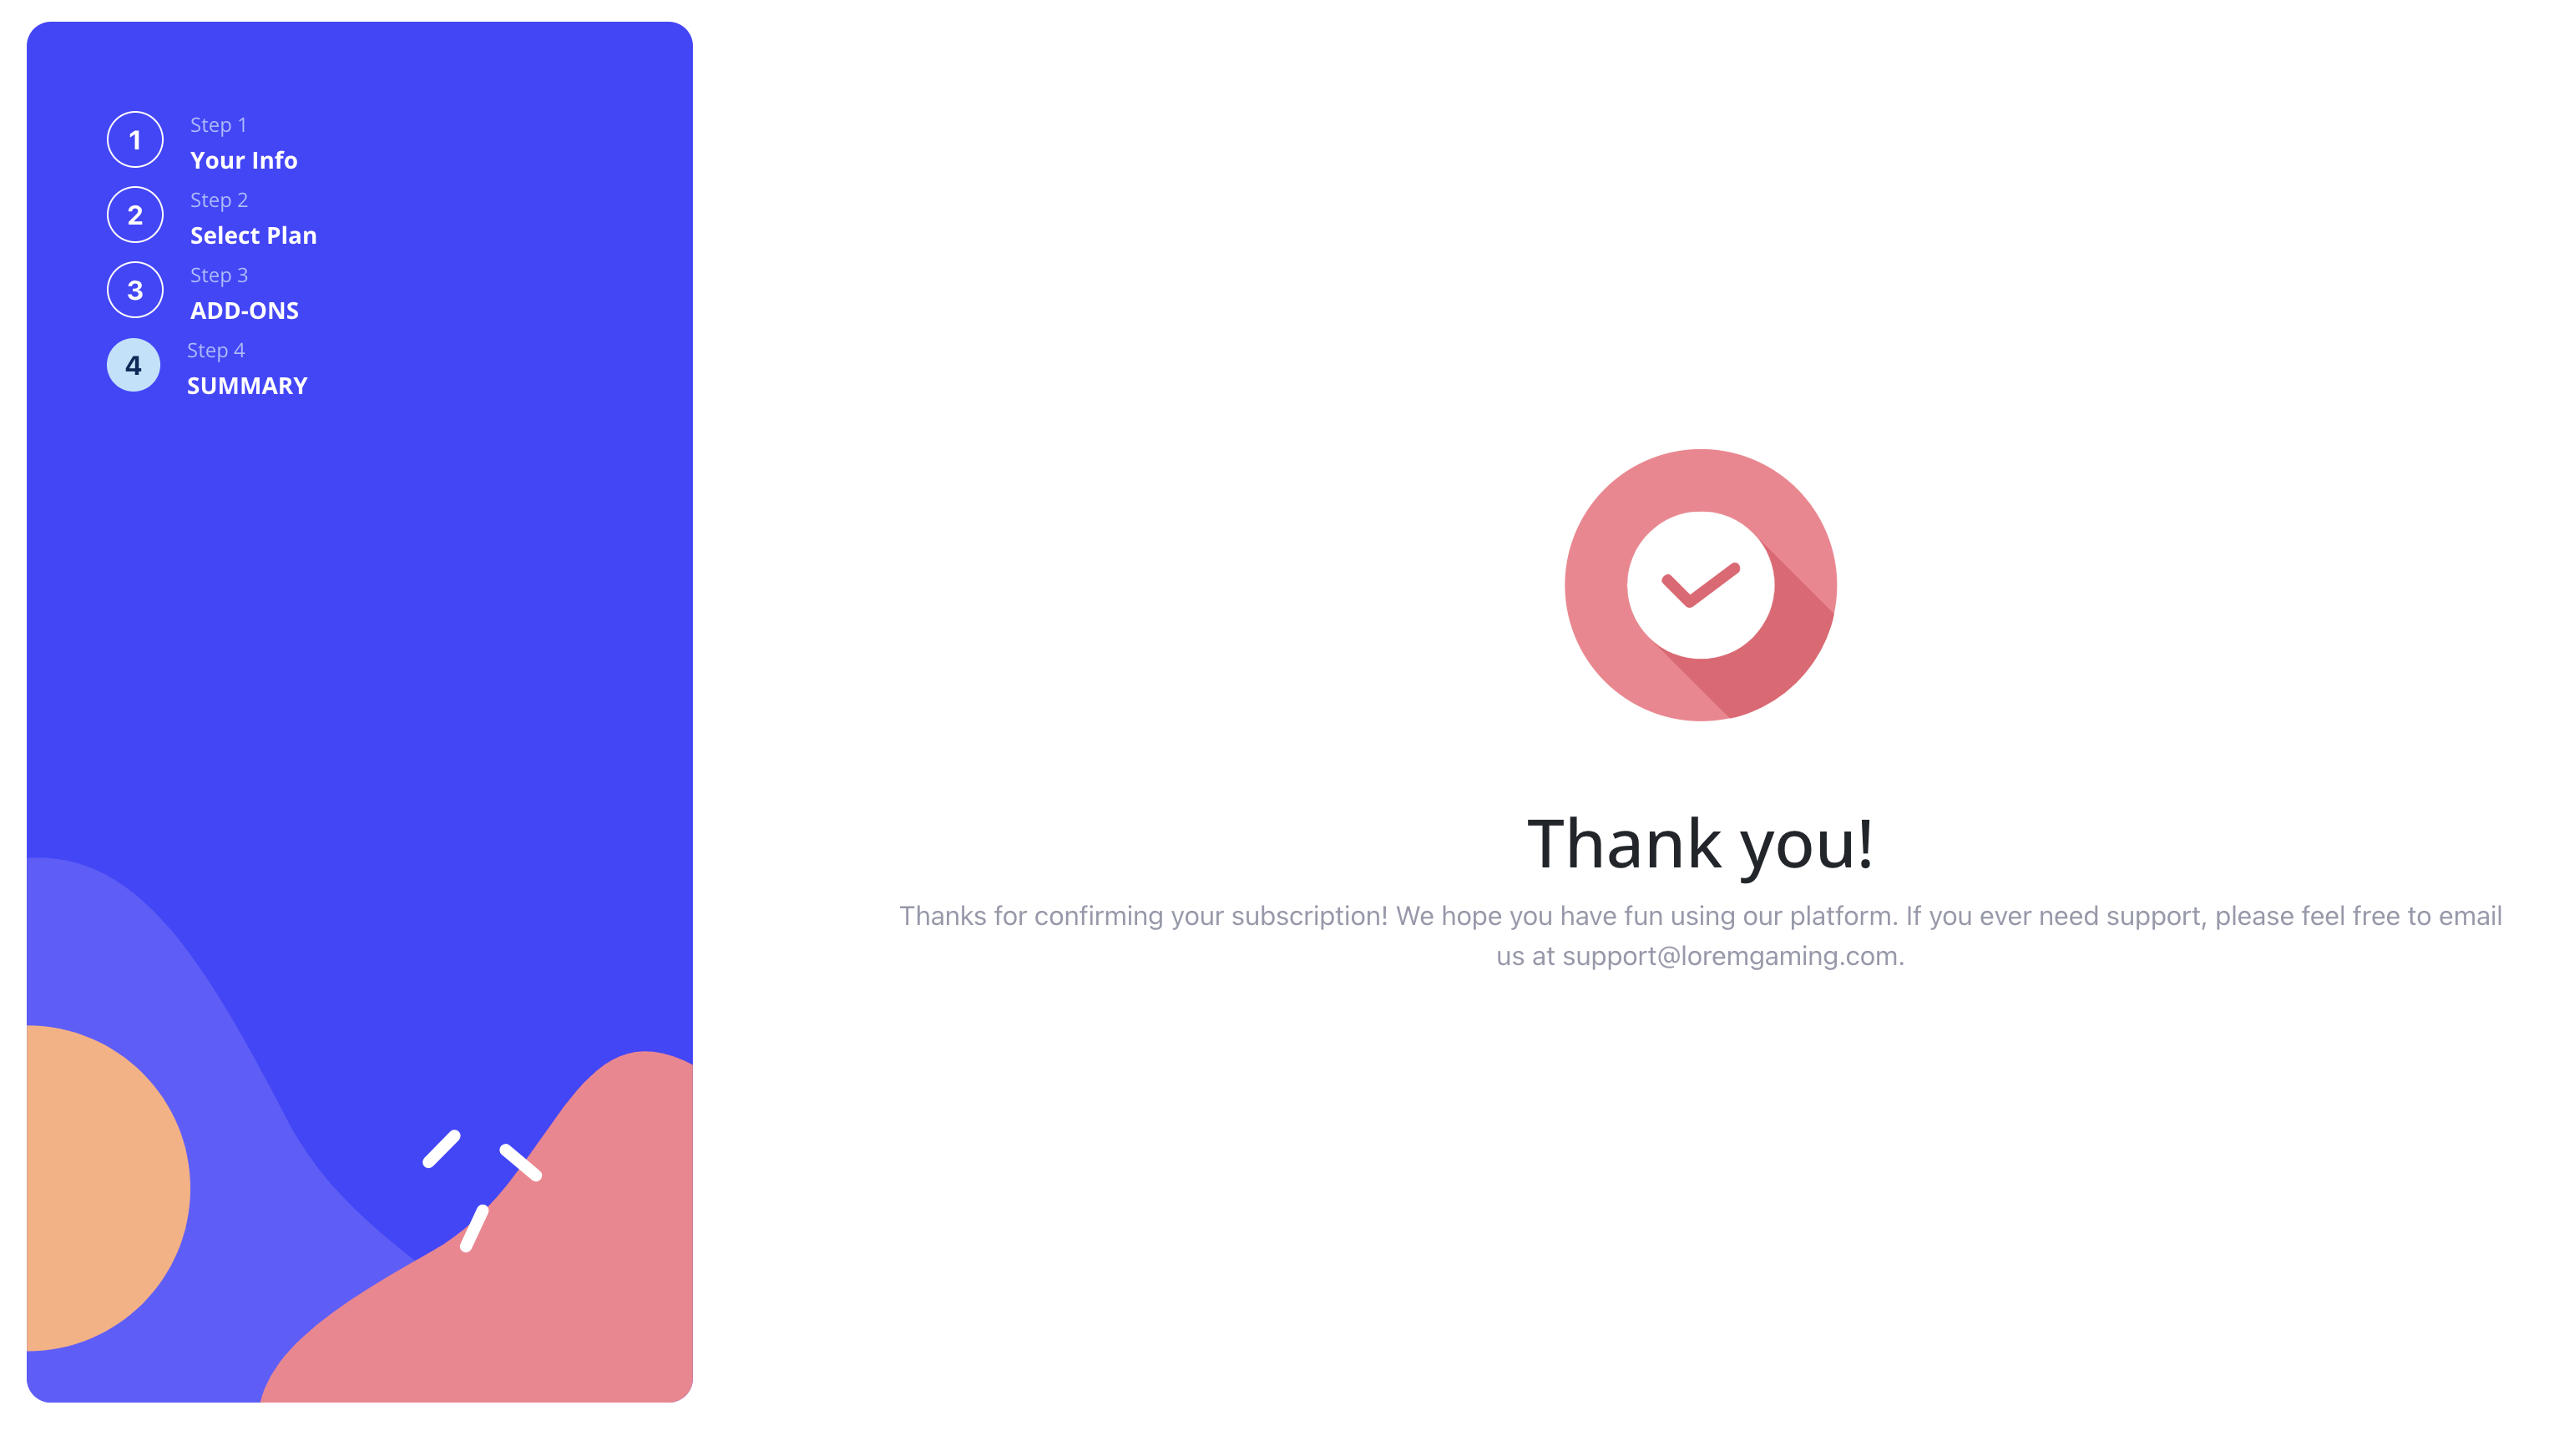 1
Step 1
Your Info
2
Step 2
Select Plan
3
Step 3
ADD-ONS
4
Step 4
SUMMARY
Thank you!
Thanks for confirming your subscription! We hope you have fun using our platform. If you ever need support, please feel free to email
us at support@loremgaming.com.